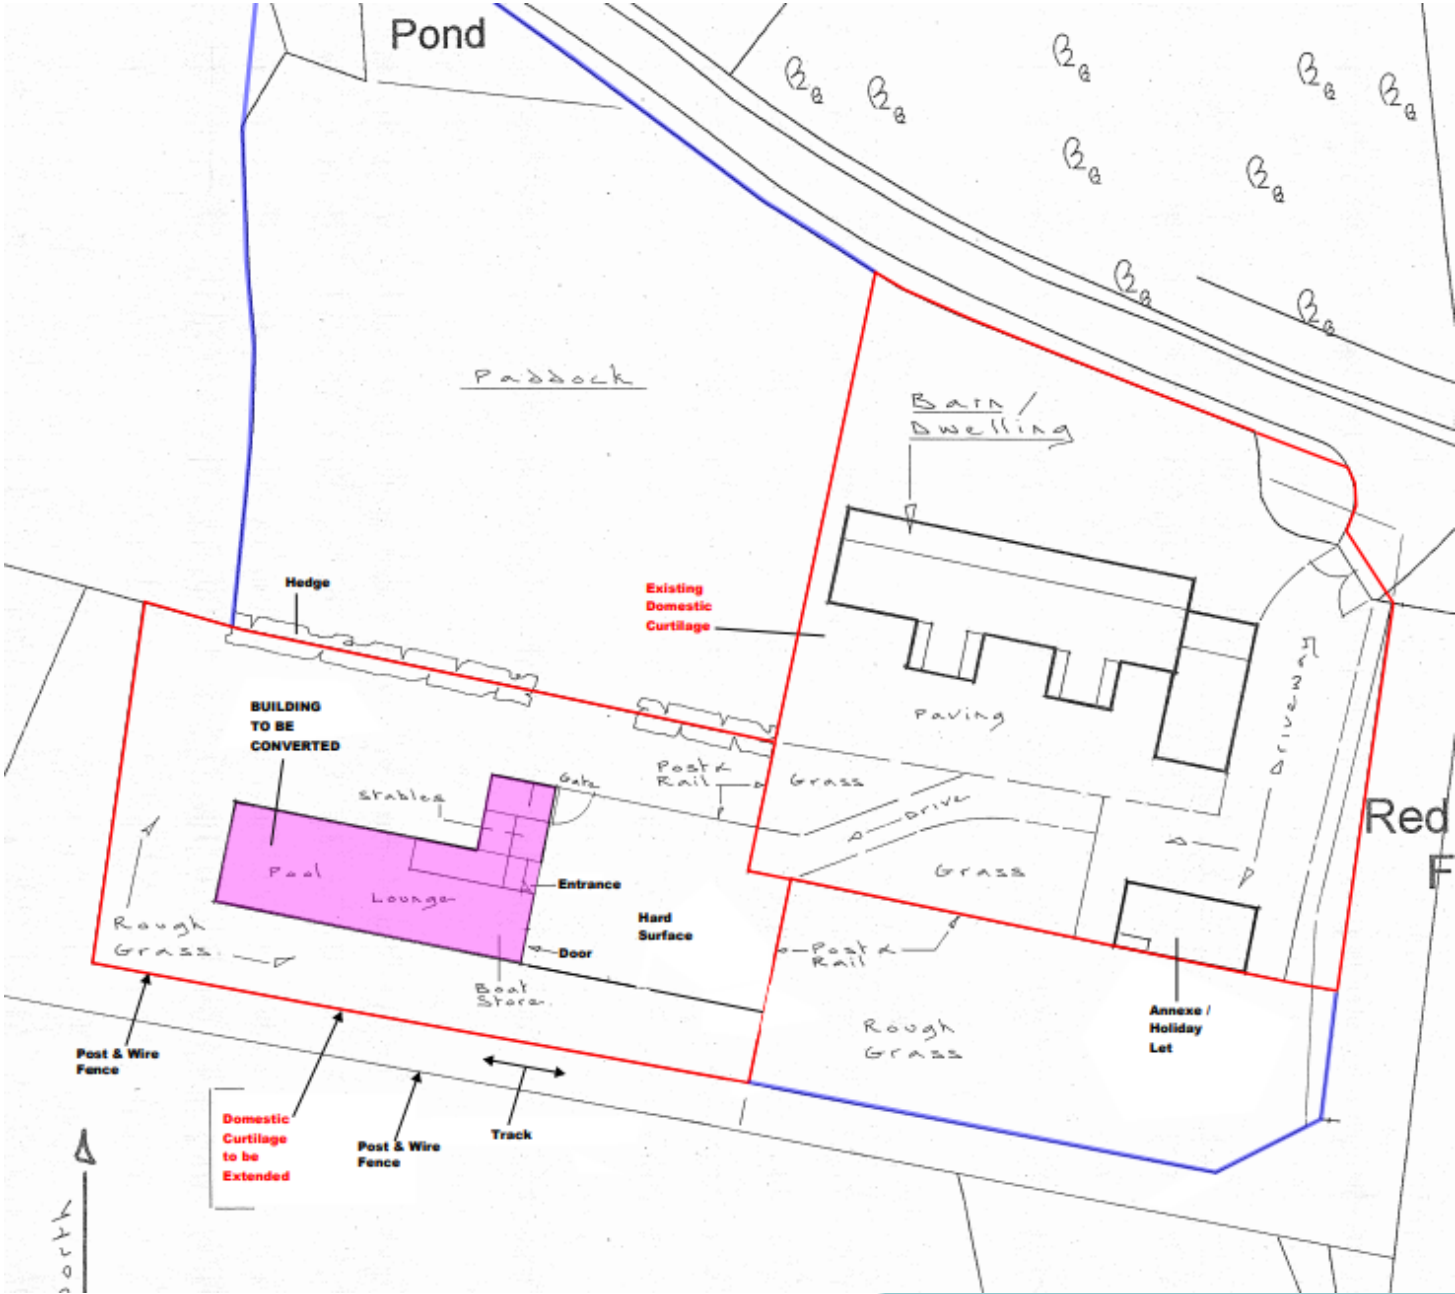 Pond
Paddock
Barn /
Dwelling
Hedge
Existing
Domestic
Curtilage
BUILDING
TO BE
CONVERTED
Paving
Drive
Post &
Rail
Grass
Gate
Stables
Drive
Red
F
Pool
Lounge
Entrance
Grass
Hard
Surface
Rough
Grass
Door
Post &
Rail
Boat
Store
Rough
Grass
Annexe /
Holiday
Let
Post & Wire
Fence
Domestic
Curtilage
to be
Extended
Post & Wire
Fence
Track